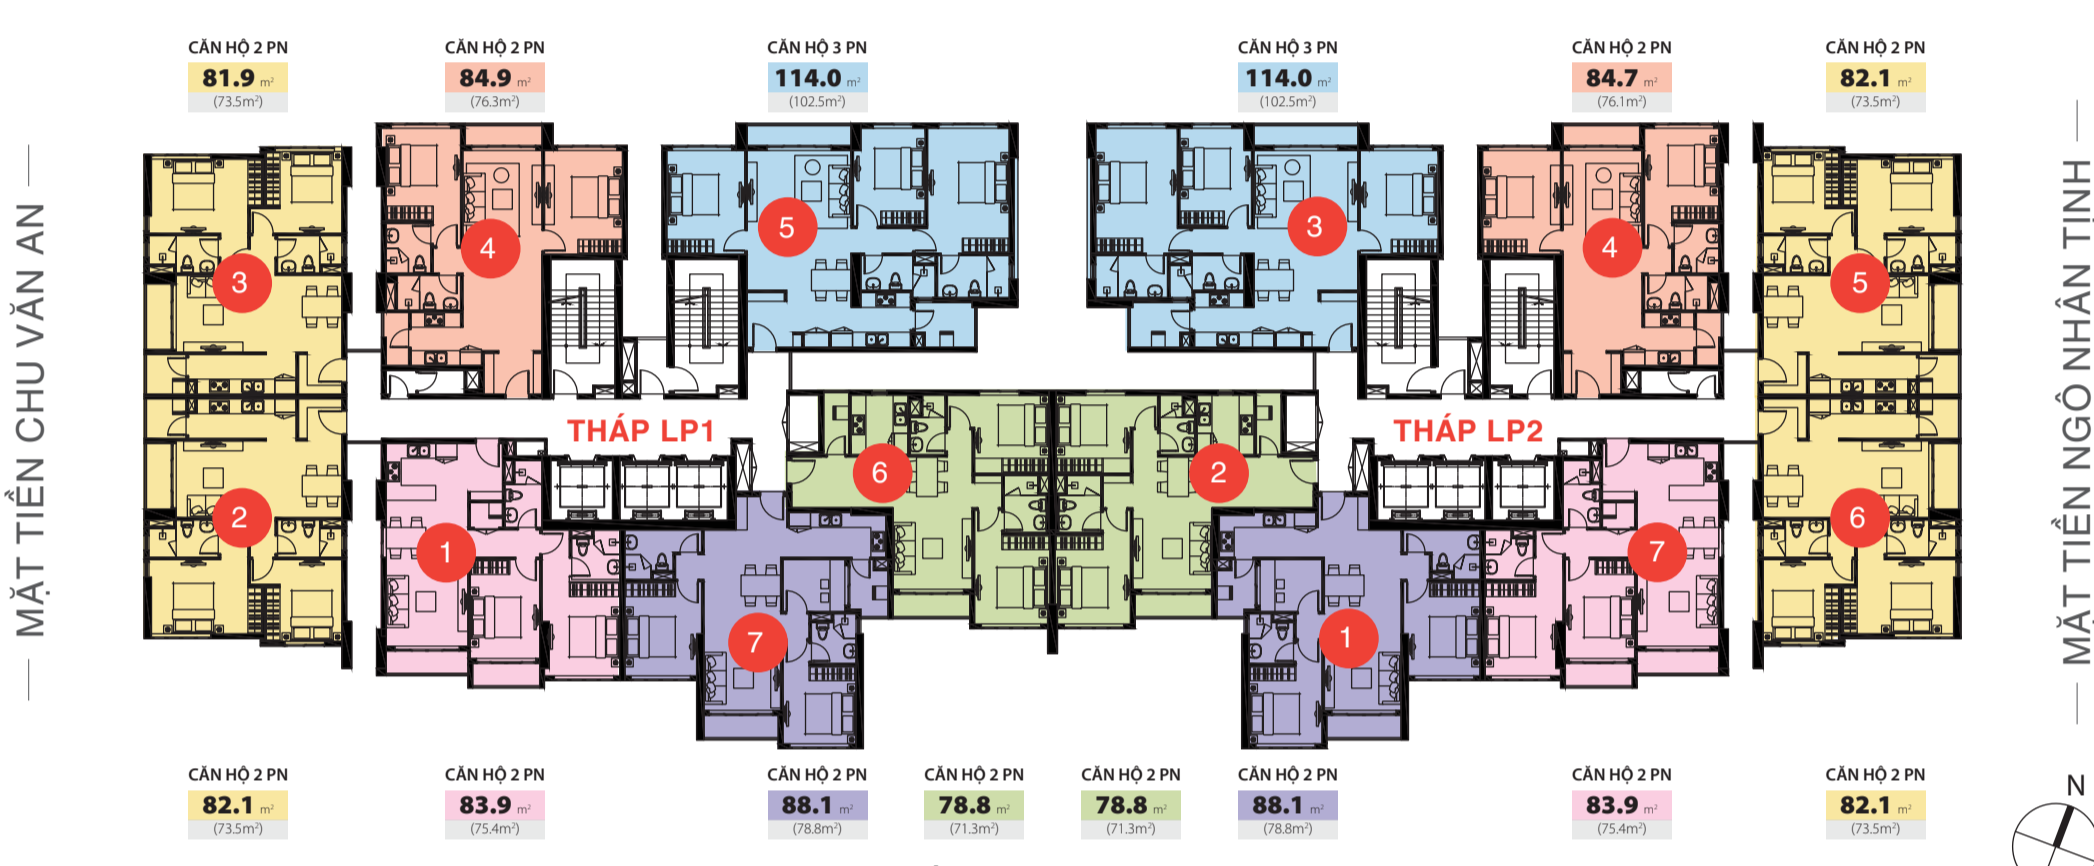 CĂN HỘ 2 PN
81.9 m²
(73.5m²)
CĂN HỘ 2 PN
84.9 m²
(76.3m²)
CĂN HỘ 3 PN
114.0 m²
(102.5m²)
CĂN HỘ 3 PN
114.0 m²
(102.5m²)
CĂN HỘ 2 PN
84.7 m²
(76.1m²)
CĂN HỘ 2 PN
82.1 m²
(73.5m²)
MẶT TIỀN CHU VĂN AN
3
4
5
3
4
5
THÁP LP1
THÁP LP2
2
1
6
7
2
1
7
6
MẶT TIỀN NGÔ NHÂN TỊNH
CĂN HỘ 2 PN
82.1 m²
(73.5m²)
CĂN HỘ 2 PN
83.9 m²
(75.4m²)
CĂN HỘ 2 PN
88.1 m²
(78.8m²)
CĂN HỘ 2 PN
78.8 m²
(71.3m²)
CĂN HỘ 2 PN
78.8 m²
(71.3m²)
CĂN HỘ 2 PN
88.1 m²
(78.8m²)
CĂN HỘ 2 PN
83.9 m²
(75.4m²)
CĂN HỘ 2 PN
82.1 m²
(73.5m²)
N